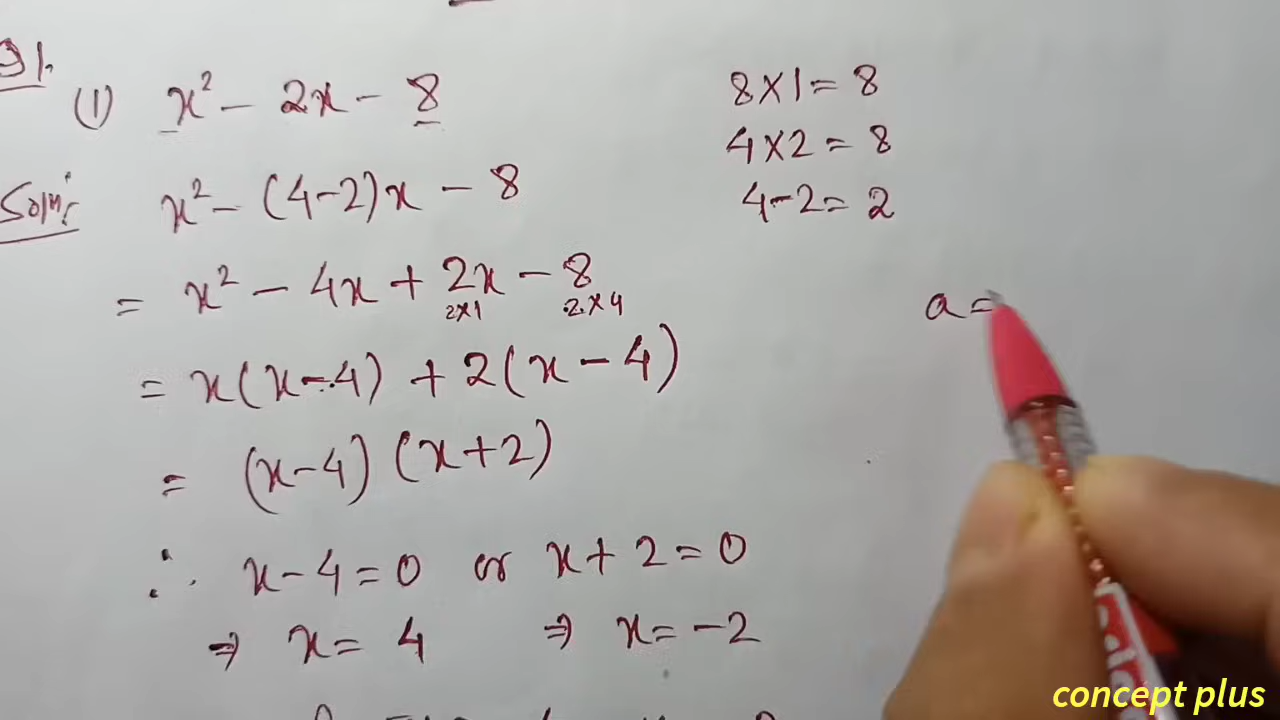 Q1.
(1) x² - 2x - 8
Soln:
x² - (4-2)x - 8
= x² - 4x + 2x - 8
2×1 2×4
= x(x-4) + 2(x-4)
= (x-4) (x+2)
∴ x-4=0 or x+2=0
⇒ x= 4 ⇒ x= -2
8×1= 8
4×2= 8
4-2= 2
a=
concept plus